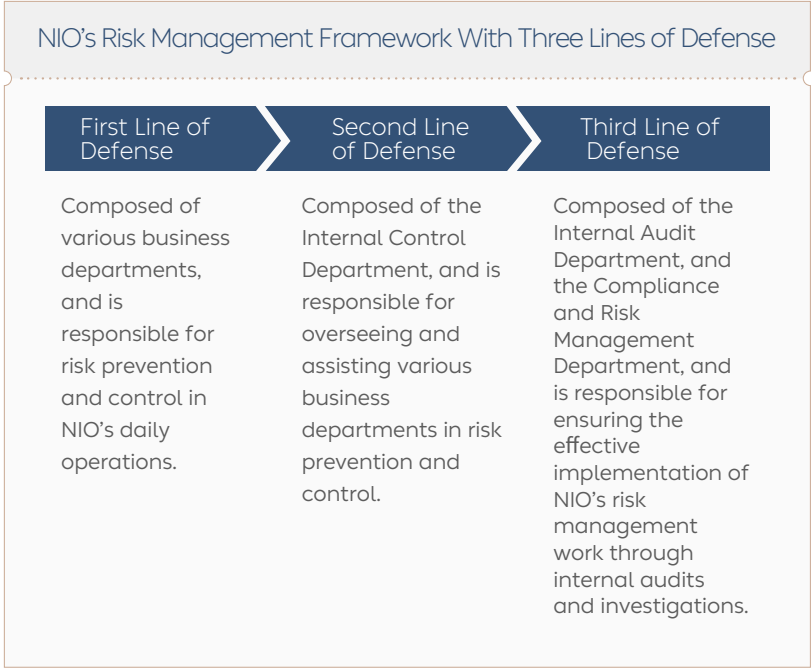 NIO’s Risk Management Framework With Three Lines of Defense
First Line of
Defense
Composed of
various business
departments,
and is
responsible for
risk prevention
and control in
NIO’s daily
operations.
Second Line
of Defense
Composed of the
Internal Control
Department, and is
responsible for
overseeing and
assisting various
business
departments in risk
prevention and
control.
Third Line of
Defense
Composed of the
Internal Audit
Department, and
the Compliance
and Risk
Management
Department, and
is responsible for
ensuring the
effective
implementation of
NIO’s risk
management
work through
internal audits
and investigations.